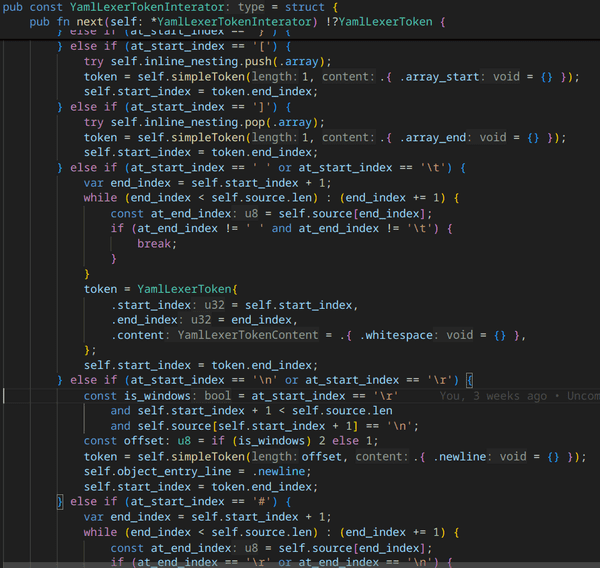 pub const YamlLexerTokenInterator: type = struct {
pub fn next(self: *YamlLexerTokenInterator) !?YamlLexerToken {
} else if (at_start_index == '}') {
} else if (at_start_index == '[') {
try self.inline_nesting.push(.array);
token = self.simpleToken(length: 1, content: .{ .array_start: void = {} });
self.start_index = token.end_index;
} else if (at_start_index == ']') {
try self.inline_nesting.pop(.array);
token = self.simpleToken(length: 1, content: .{ .array_end: void = {} });
self.start_index = token.end_index;
} else if (at_start_index == ' ' or at_start_index == '\t') {
var end_index = self.start_index + 1;
while (end_index < self.source.len) : (end_index += 1) {
const at_end_index: u8 = self.source[end_index];
if (at_end_index != ' ' and at_end_index != '\t') {
break;
}
}
token = YamlLexerToken{
.start_index: u32 = self.start_index,
.end_index: u32 = end_index,
.content: YamlLexerTokenContent = .{ .whitespace: void = {} },
};
self.start_index = token.end_index;
} else if (at_start_index == '\n' or at_start_index == '\r') {
const is_windows: bool = at_start_index == '\r' You, 3 weeks ago • Uncom
and self.start_index + 1 < self.source.len
and self.source[self.start_index + 1] == '\n';
const offset: u8 = if (is_windows) 2 else 1;
token = self.simpleToken(length: offset, content: .{ .newline: void = {} });
self.object_entry_line = .newline;
self.start_index = token.end_index;
} else if (at_start_index == '#') {
var end_index = self.start_index + 1;
while (end_index < self.source.len) : (end_index += 1) {
const at_end_index: u8 = self.source[end_index];
if (at_end_index == '\r' or at_end_index == '\n') {